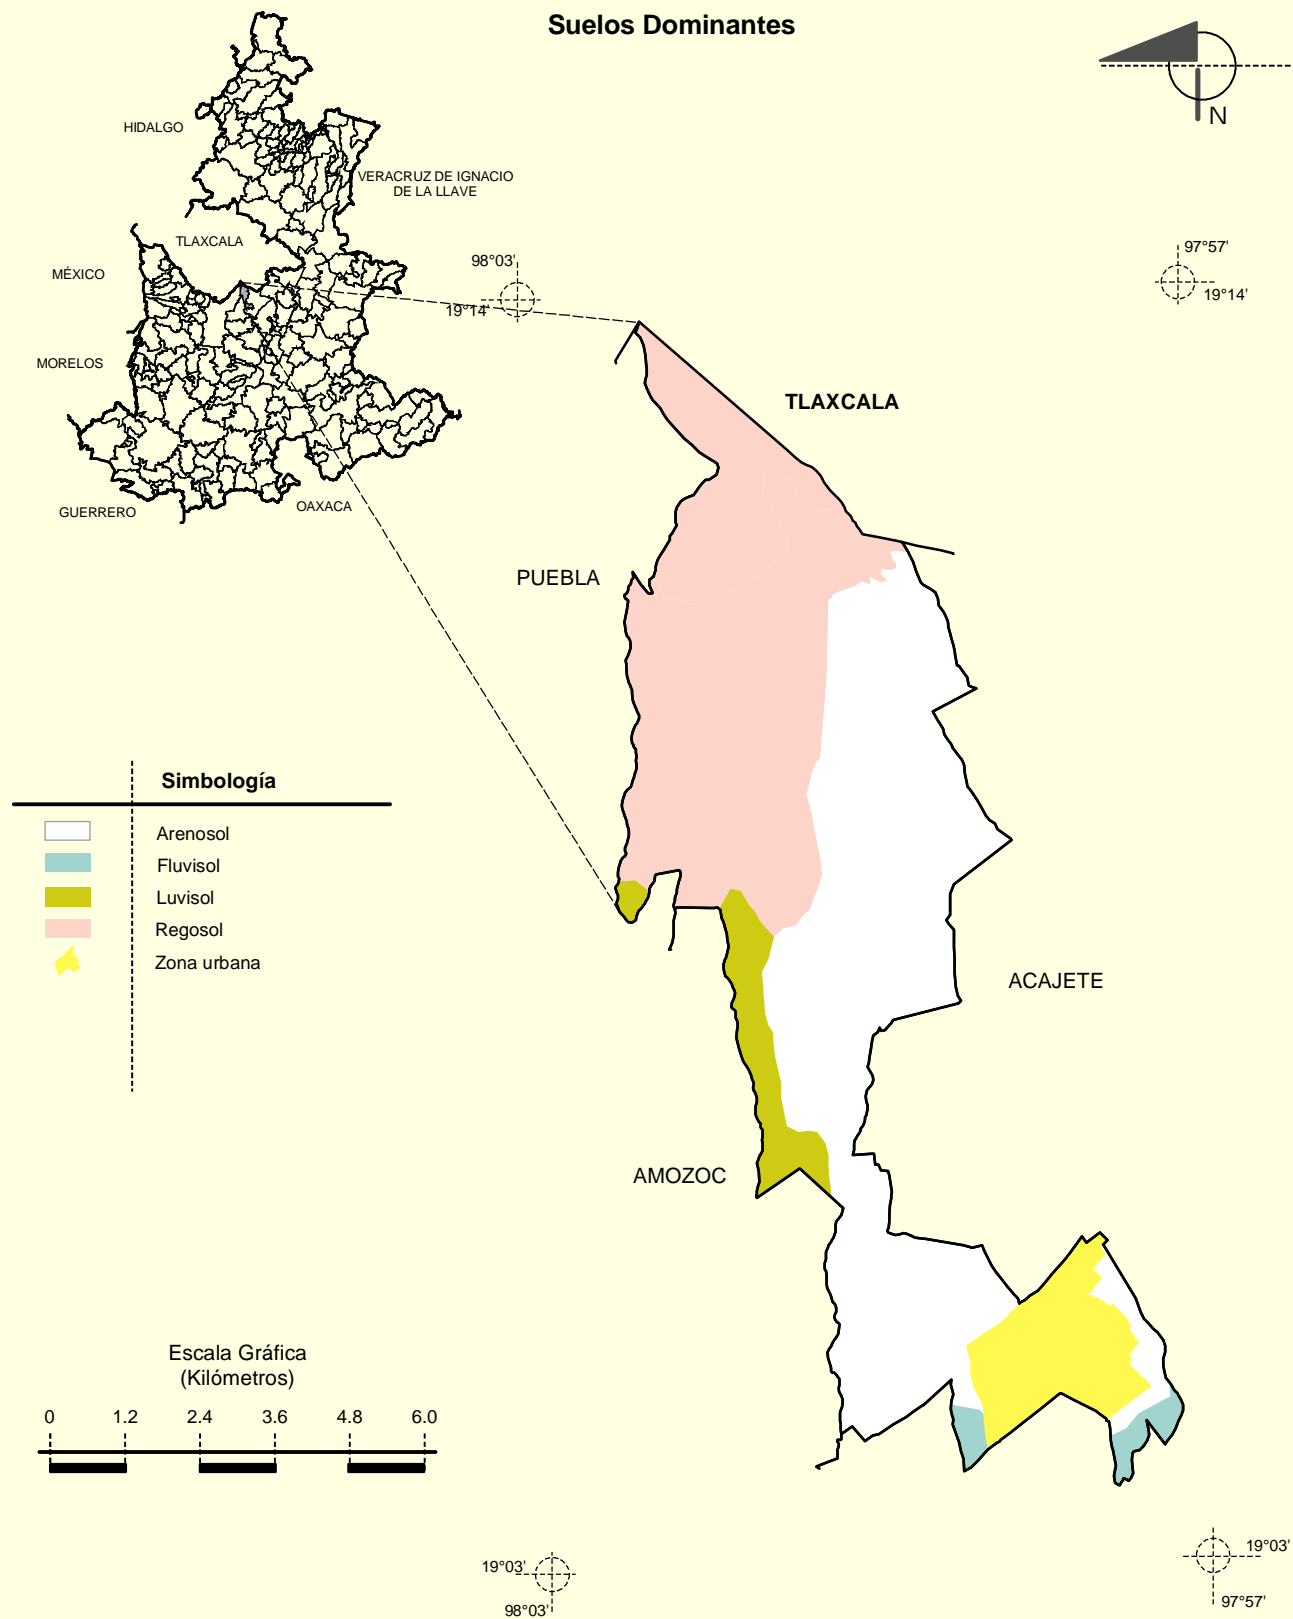 Suelos Dominantes
N
HIDALGO
VERACRUZ DE IGNACIO
DE LA LLAVE
TLAXCALA
MÉXICO
MORELOS
GUERRERO
OAXACA
98°03'
19°14'
97°57'
19°14'
TLAXCALA
PUEBLA
ACAJETE
AMOZOC
Simbología
Arenosol
Fluvisol
Luvisol
Regosol
Zona urbana
Escala Gráfica
(Kilómetros)
0 1.2 2.4 3.6 4.8 6.0
19°03'
98°03'
19°03'
97°57'